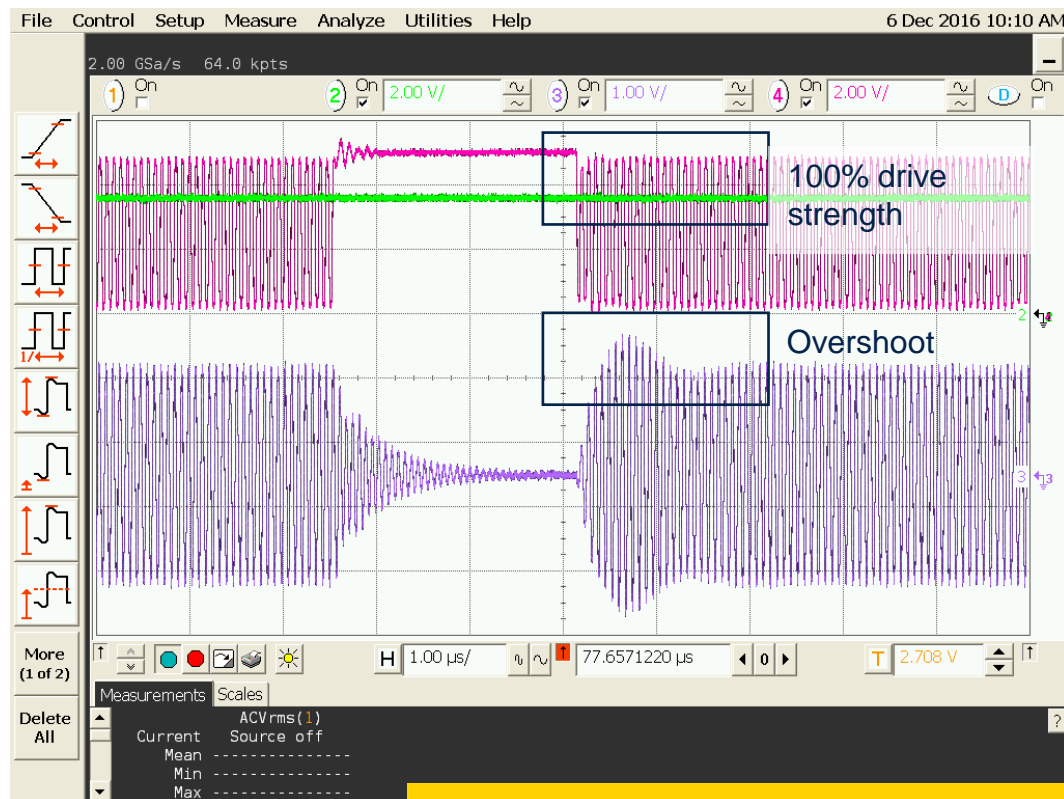 File Control Setup Measure Analyze Utilities Help 6 Dec 2016 10:10 AM
2.00 GSa/s 64.0 kpts
1 On 2 On 2.00 V/ 3 On 1.00 V/ 4 On 2.00 V/ D On
100% drive
strength
2
Overshoot
3 3
1/
More
(1 of 2)
H 1.00 µs/ 77.6571220 µs 0 T 2.708 V
Delete
All
Measurements Scales
?
ACVrms(1)
Current Source off
Mean ---------------
Min ---------------
Max ---------------